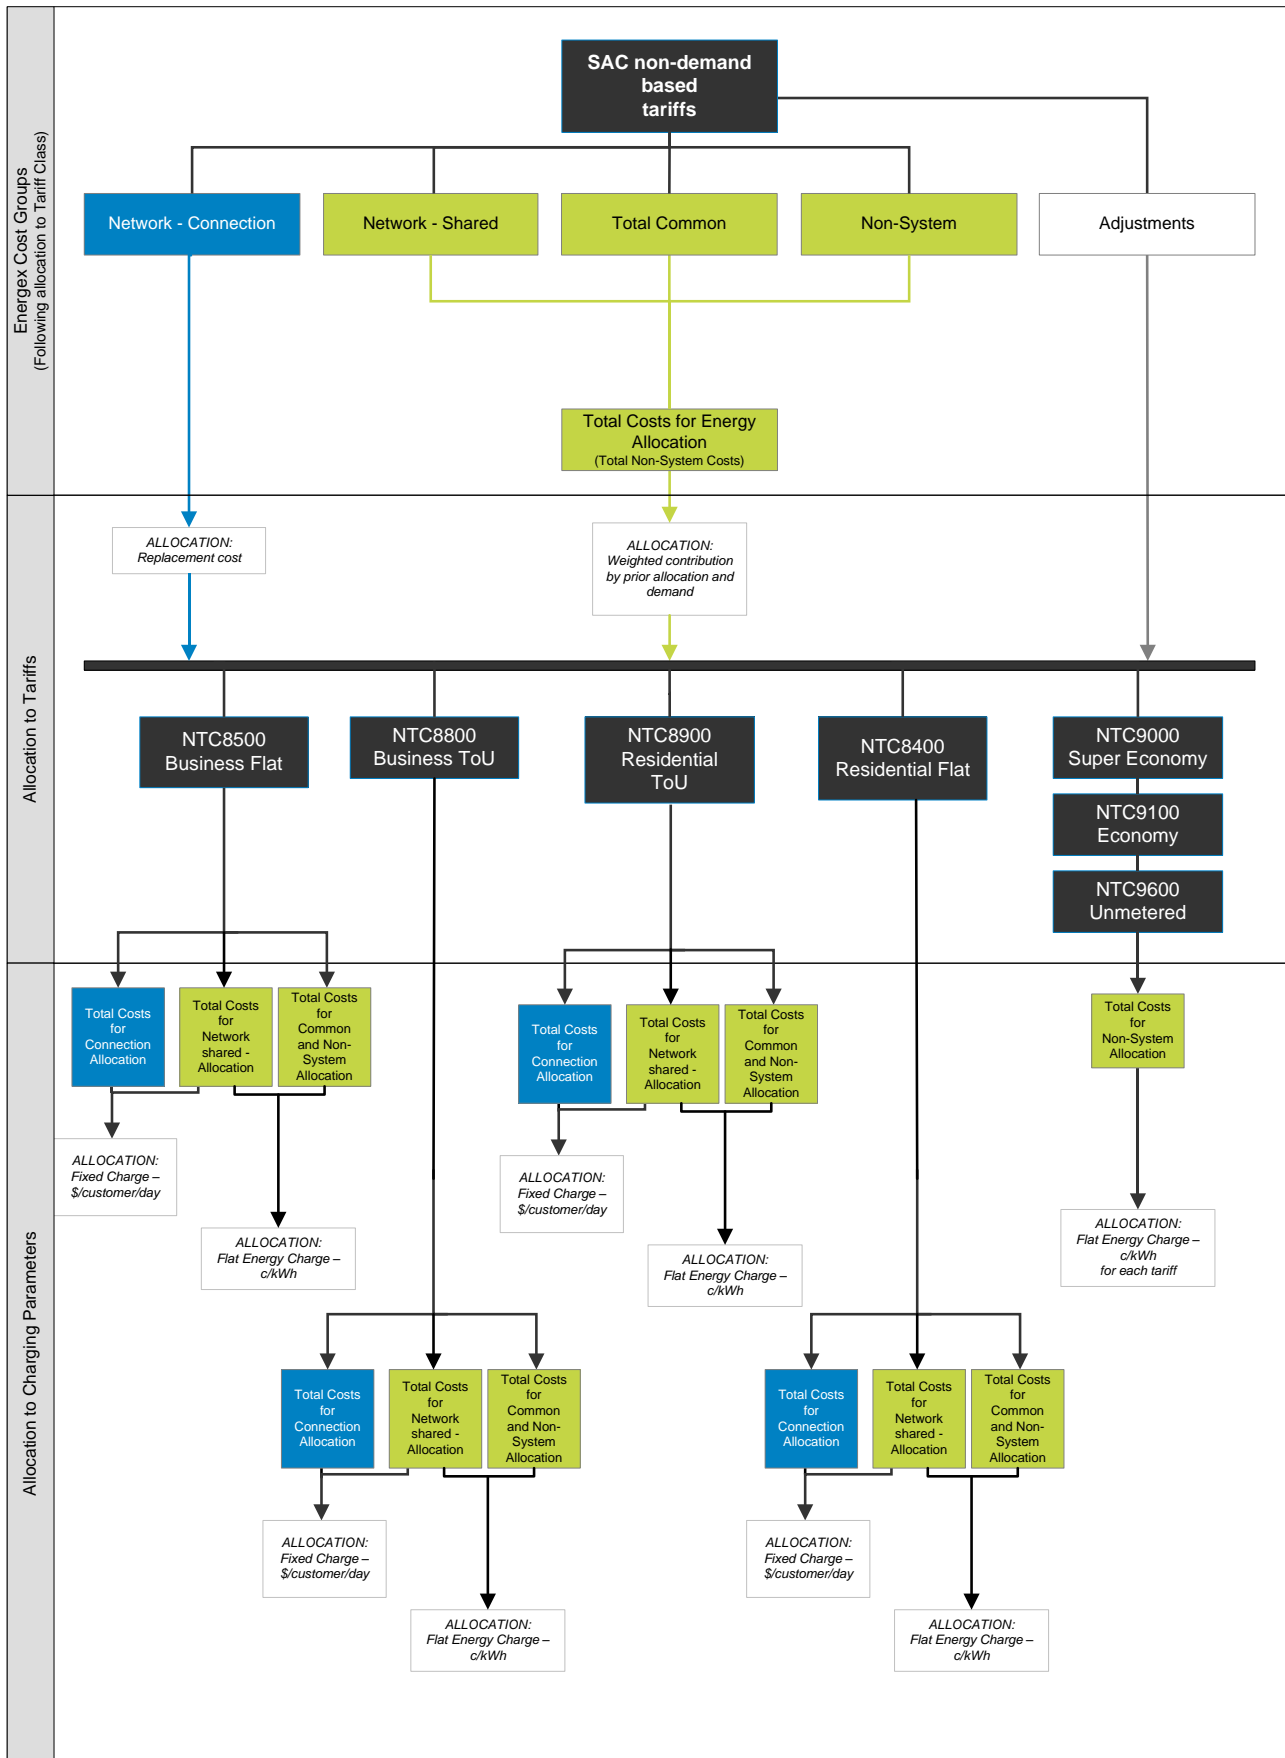 Energex Cost Groups
(Following allocation to Tariff Class)
SAC non-demand
based
tariffs
Network - Connection
Network - Shared
Total Common
Non-System
Adjustments
Total Costs for Energy
Allocation
(Total Non-System Costs)
Allocation to Tariffs
ALLOCATION:
Replacement cost
ALLOCATION:
Weighted contribution
by prior allocation and
demand
NTC8500
Business Flat
NTC8800
Business ToU
NTC8900
Residential
ToU
NTC8400
Residential Flat
NTC9000
Super Economy
NTC9100
Economy
NTC9600
Unmetered
Allocation to Charging Parameters
Total Costs
for
Connection
Allocation
Total Costs
for
Network
shared -
Allocation
Total Costs
for
Common
and Non-
System
Allocation
Total Costs
for
Connection
Allocation
Total Costs
for
Network
shared -
Allocation
Total Costs
for
Common
and Non-
System
Allocation
Total Costs
for
Non-System
Allocation
ALLOCATION:
Fixed Charge –
$/customer/day
ALLOCATION:
Flat Energy Charge –
c/kWh
ALLOCATION:
Fixed Charge –
$/customer/day
ALLOCATION:
Flat Energy Charge –
c/kWh
ALLOCATION:
Flat Energy Charge –
c/kWh
for each tariff
Total Costs
for
Connection
Allocation
Total Costs
for
Network
shared -
Allocation
Total Costs
for
Common
and Non-
System
Allocation
Total Costs
for
Connection
Allocation
Total Costs
for
Network
shared -
Allocation
Total Costs
for
Common
and Non-
System
Allocation
ALLOCATION:
Fixed Charge –
$/customer/day
ALLOCATION:
Flat Energy Charge –
c/kWh
ALLOCATION:
Fixed Charge –
$/customer/day
ALLOCATION:
Flat Energy Charge –
c/kWh